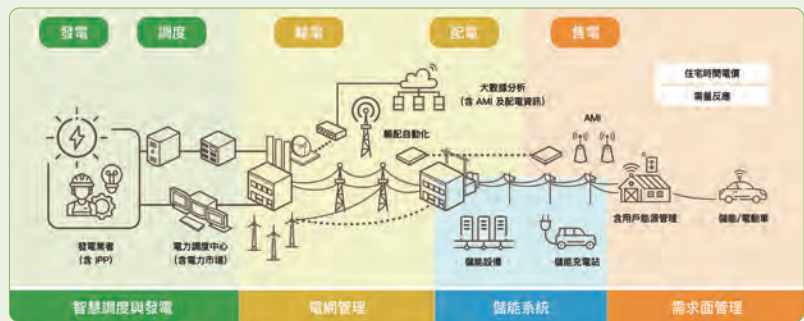 發電
調度
輸電
配電
售電
住宅時間電價
需量反應
大數據分析
(含 AMI 及配電資訊)
AMI
輸配自動化
發電業者
(含 IPP)
電力調度中心
(含電力市場)
儲能設備
儲能充電站
含用戶能源管理
儲能/電動車
智慧調度與發電
電網管理
儲能系統
需求面管理